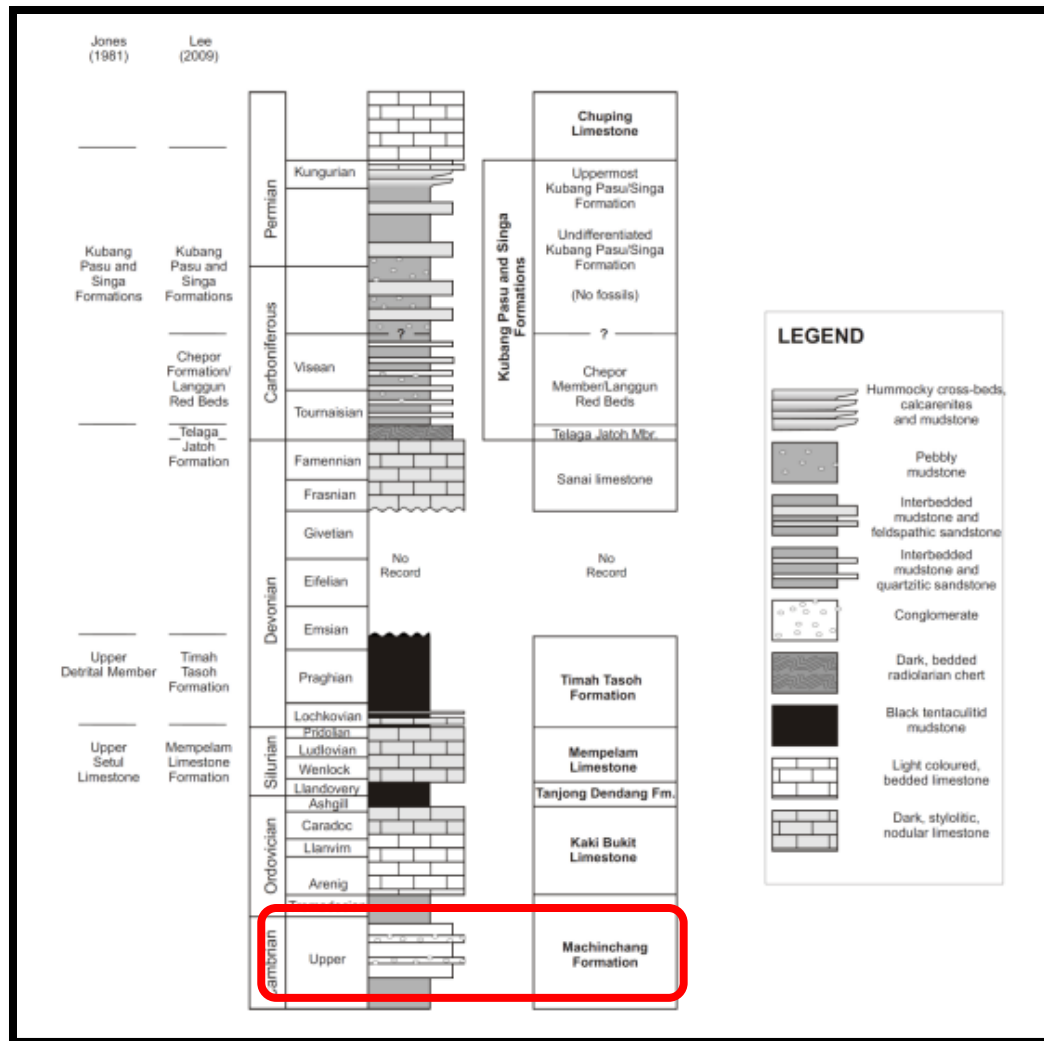 Jones
(1981)
Lee
(2009)
Kubang
Pasu and
Singa
Formations
Upper
Detrital Member
Upper
Setul
Limestone
Kubang
Pasu and
Singa
Formations
Chepor
Formation/
Langgun
Red Beds
_Telaga_
Jatoh
Formation
Timah
Tasoh
Formation
Mempelam
Limestone
Formation
Permian
Carboniferous
Devonian
Silurian
Ordovician
Cambrian
Kungurian
Visean
Tournaisian
Famennian
Frasnian
Givetian
Eifelian
Emsian
Praghian
Lochkovian
Pridolian
Ludlovian
Wenlock
Llandovery
Ashgill
Caradoc
Llanvirn
Arenig
Upper
?
No
Record
Kubang Pasu and Singa
Formations
Chuping
Limestone
Uppermost
Kubang Pasu/Singa
Formation
Undifferentiated
Kubang Pasu/Singa
Formation
(No fossils)
?
Chepor
Member/Langgun
Red Beds
Telaga Jatoh Mbr.
Sanai limestone
No
Record
Timah Tasoh
Formation
Mempelam
Limestone
Tanjong Dendang Fm.
Kaki Bukit
Limestone
Machinchang
Formation
LEGEND
Hummocky cross-beds,
calcarenites
and mudstone
Pebbly
mudstone
Interbedded
mudstone and
feldspathic sandstone
Interbedded
mudstone and
quartzitic sandstone
Conglomerate
Dark, bedded
radiolarian chert
Black tentaculitid
mudstone
Light coloured,
bedded limestone
Dark, stylolitic,
nodular limestone